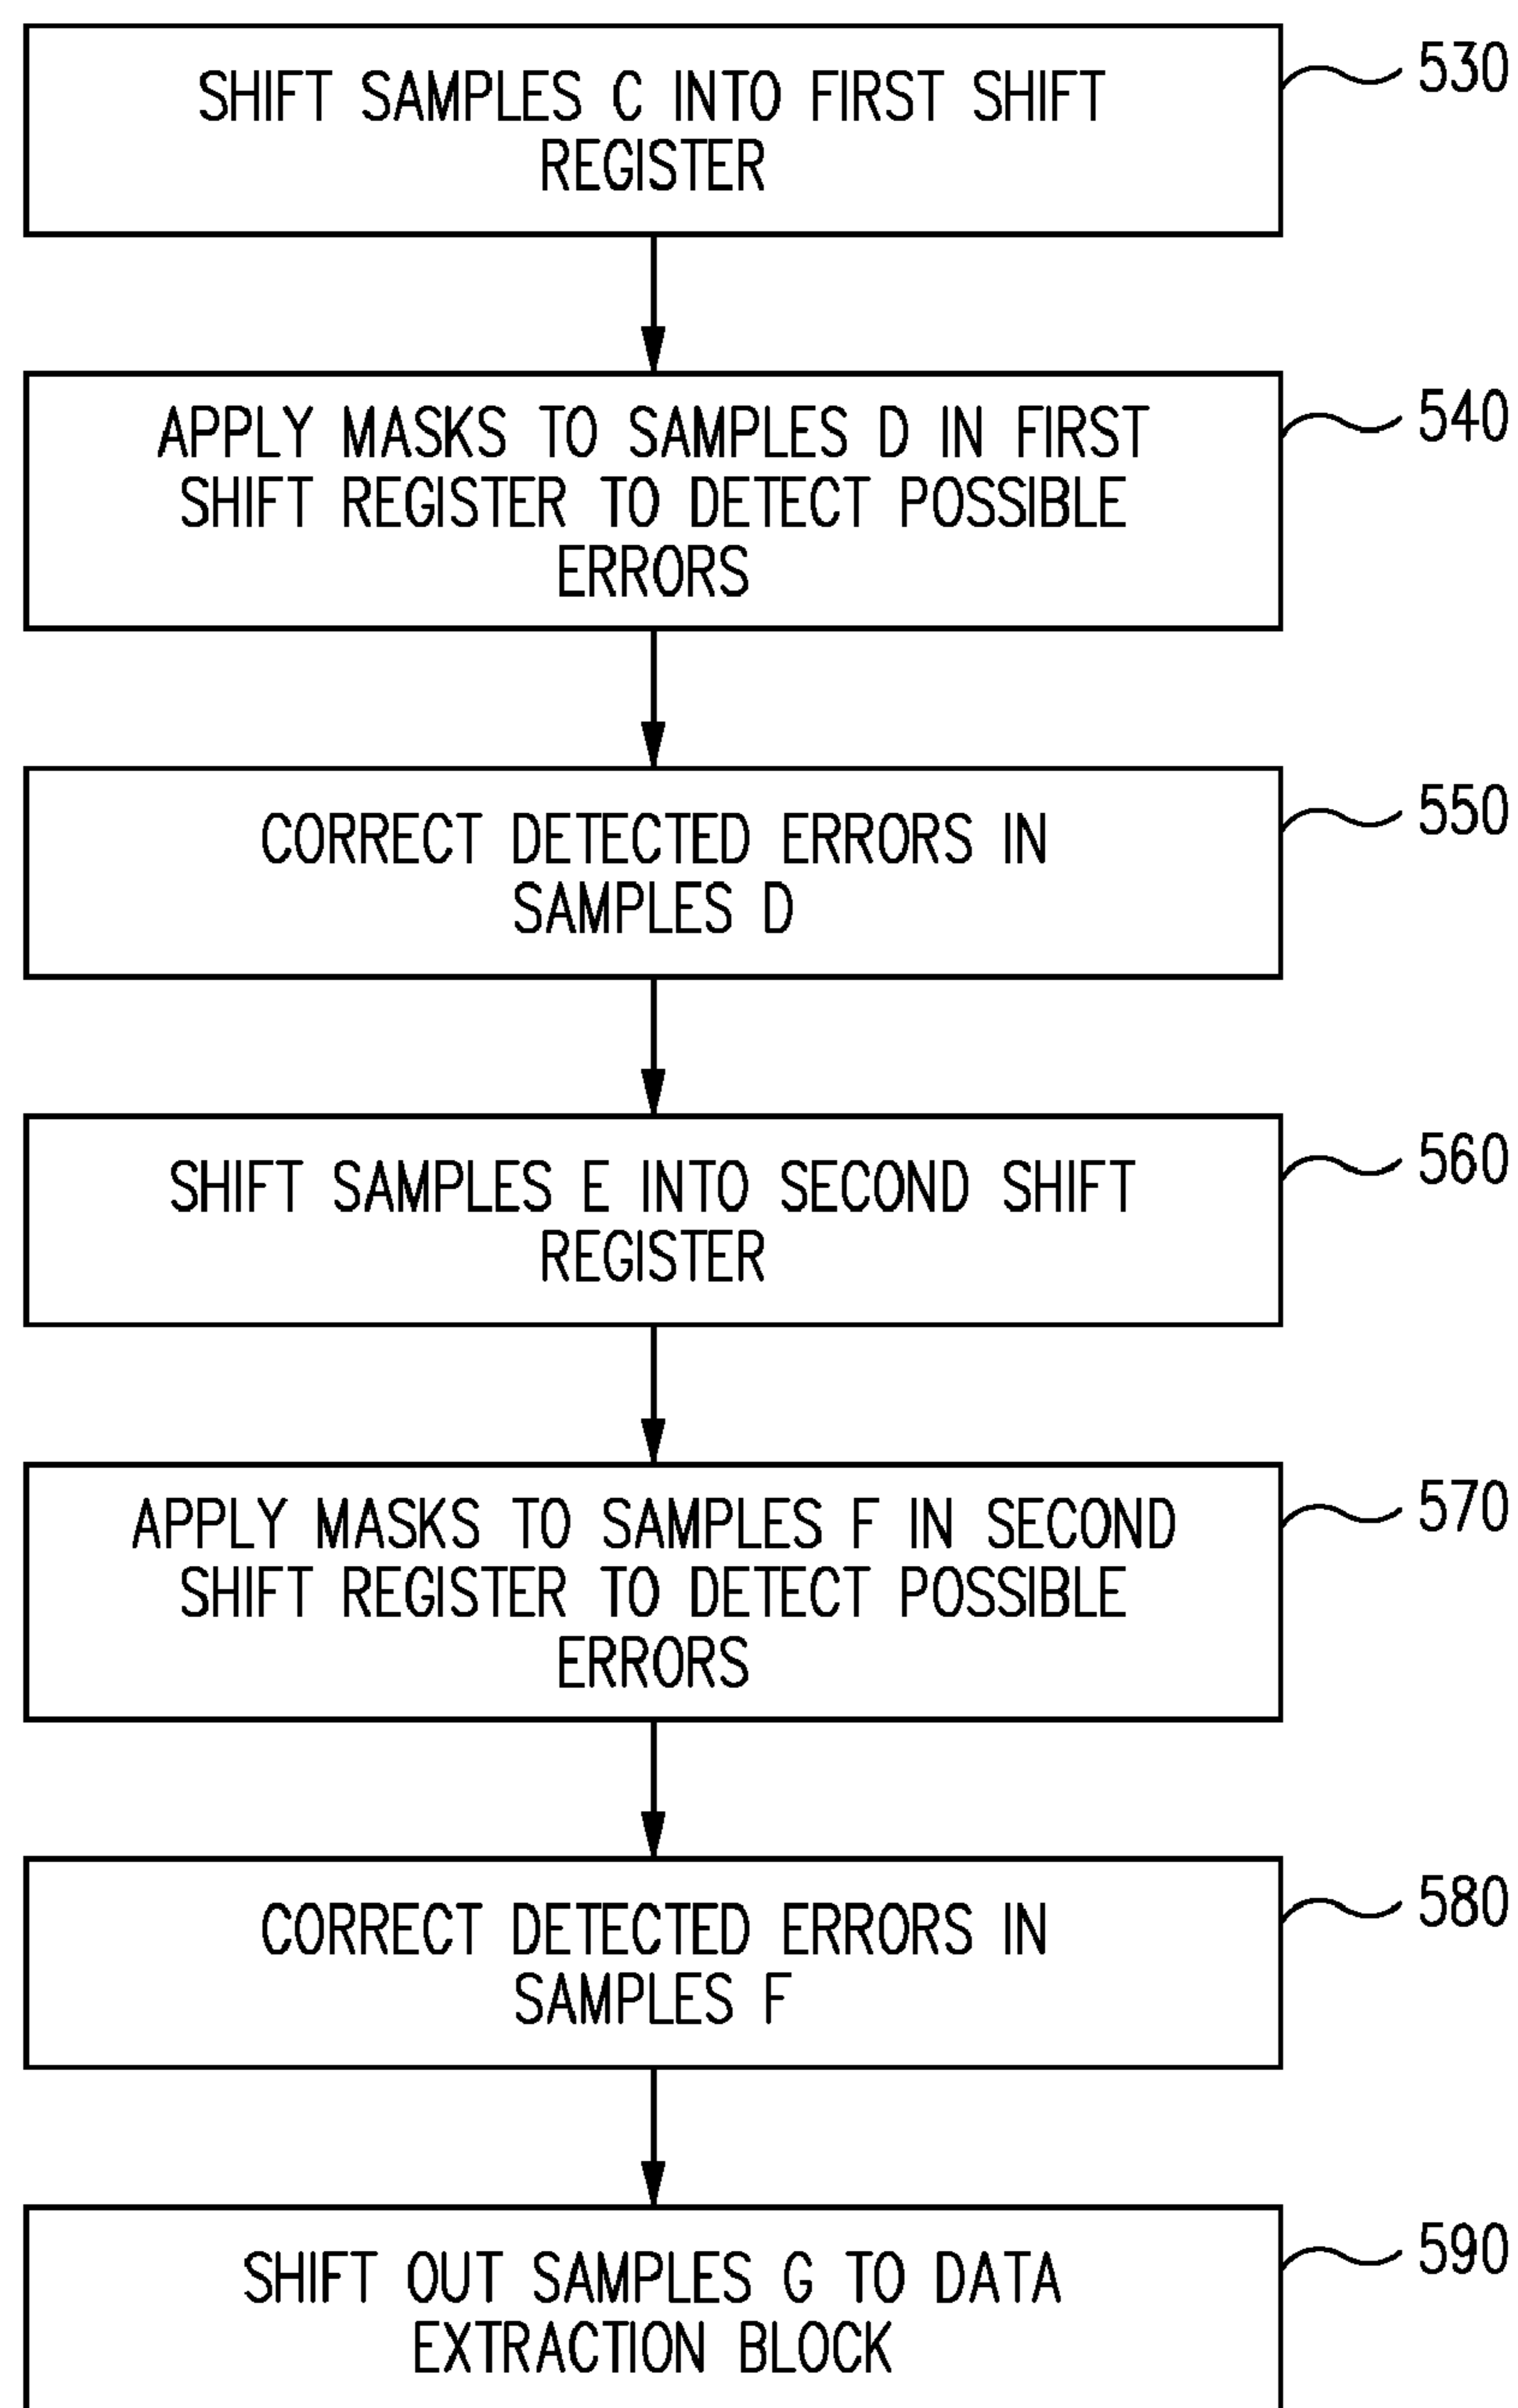 SHIFT SAMPLES C INTO FIRST SHIFT
REGISTER
530
APPLY MASKS TO SAMPLES D IN FIRST
SHIFT REGISTER TO DETECT POSSIBLE
ERRORS
540
CORRECT DETECTED ERRORS IN
SAMPLES D
550
SHIFT SAMPLES E INTO SECOND SHIFT
REGISTER
560
APPLY MASKS TO SAMPLES F IN SECOND
SHIFT REGISTER TO DETECT POSSIBLE
ERRORS
570
CORRECT DETECTED ERRORS IN
SAMPLES F
580
SHIFT OUT SAMPLES G TO DATA
EXTRACTION BLOCK
590